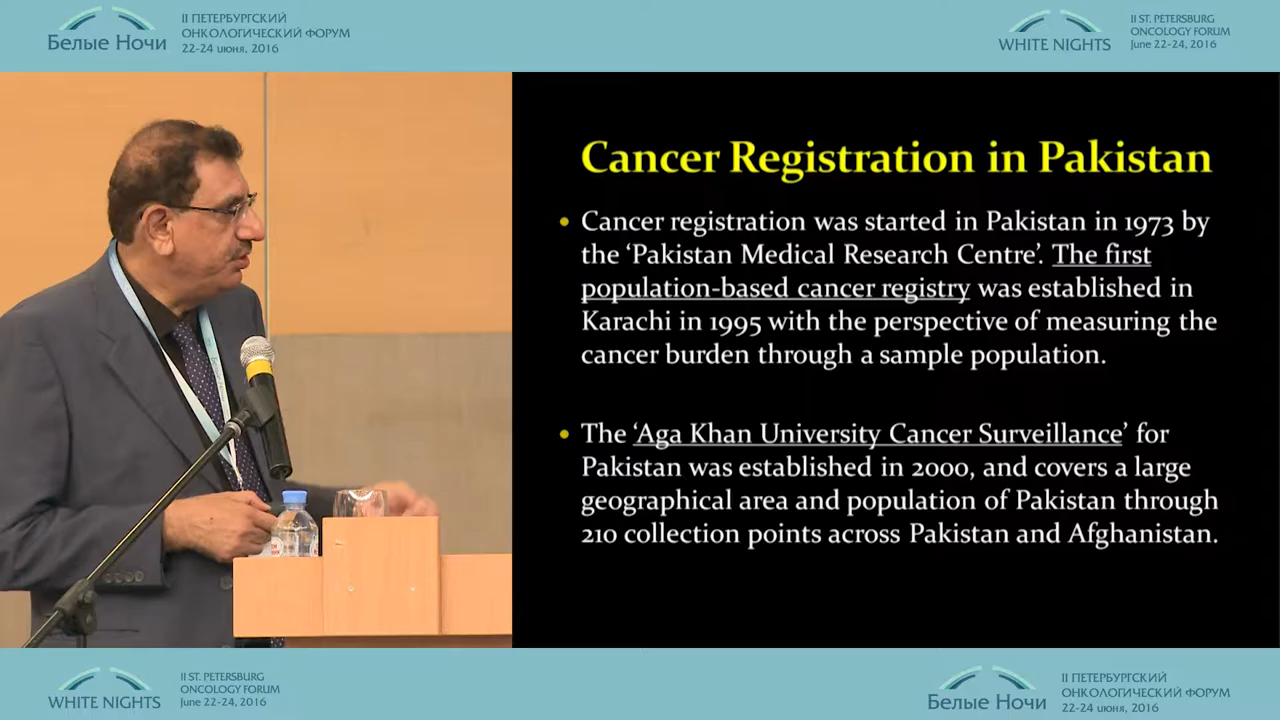 Белые Ночи
II ПЕТЕРБУРГСКИЙ
ОНКОЛОГИЧЕСКИЙ ФОРУМ
22-24 июня, 2016
WHITE NIGHTS
II ST. PETERSBURG
ONCOLOGY FORUM
June 22-24, 2016
Cancer Registration in Pakistan
• Cancer registration was started in Pakistan in 1973 by
the ‘Pakistan Medical Research Centre’. The first
population-based cancer registry was established in
Karachi in 1995 with the perspective of measuring the
cancer burden through a sample population.
• The ‘Aga Khan University Cancer Surveillance’ for
Pakistan was established in 2000, and covers a large
geographical area and population of Pakistan through
210 collection points across Pakistan and Afghanistan.
WHITE NIGHTS
II ST. PETERSBURG
ONCOLOGY FORUM
June 22-24, 2016
Белые Ночи
II ПЕТЕРБУРГСКИЙ
ОНКОЛОГИЧЕСКИЙ ФОРУМ
22-24 июня, 2016